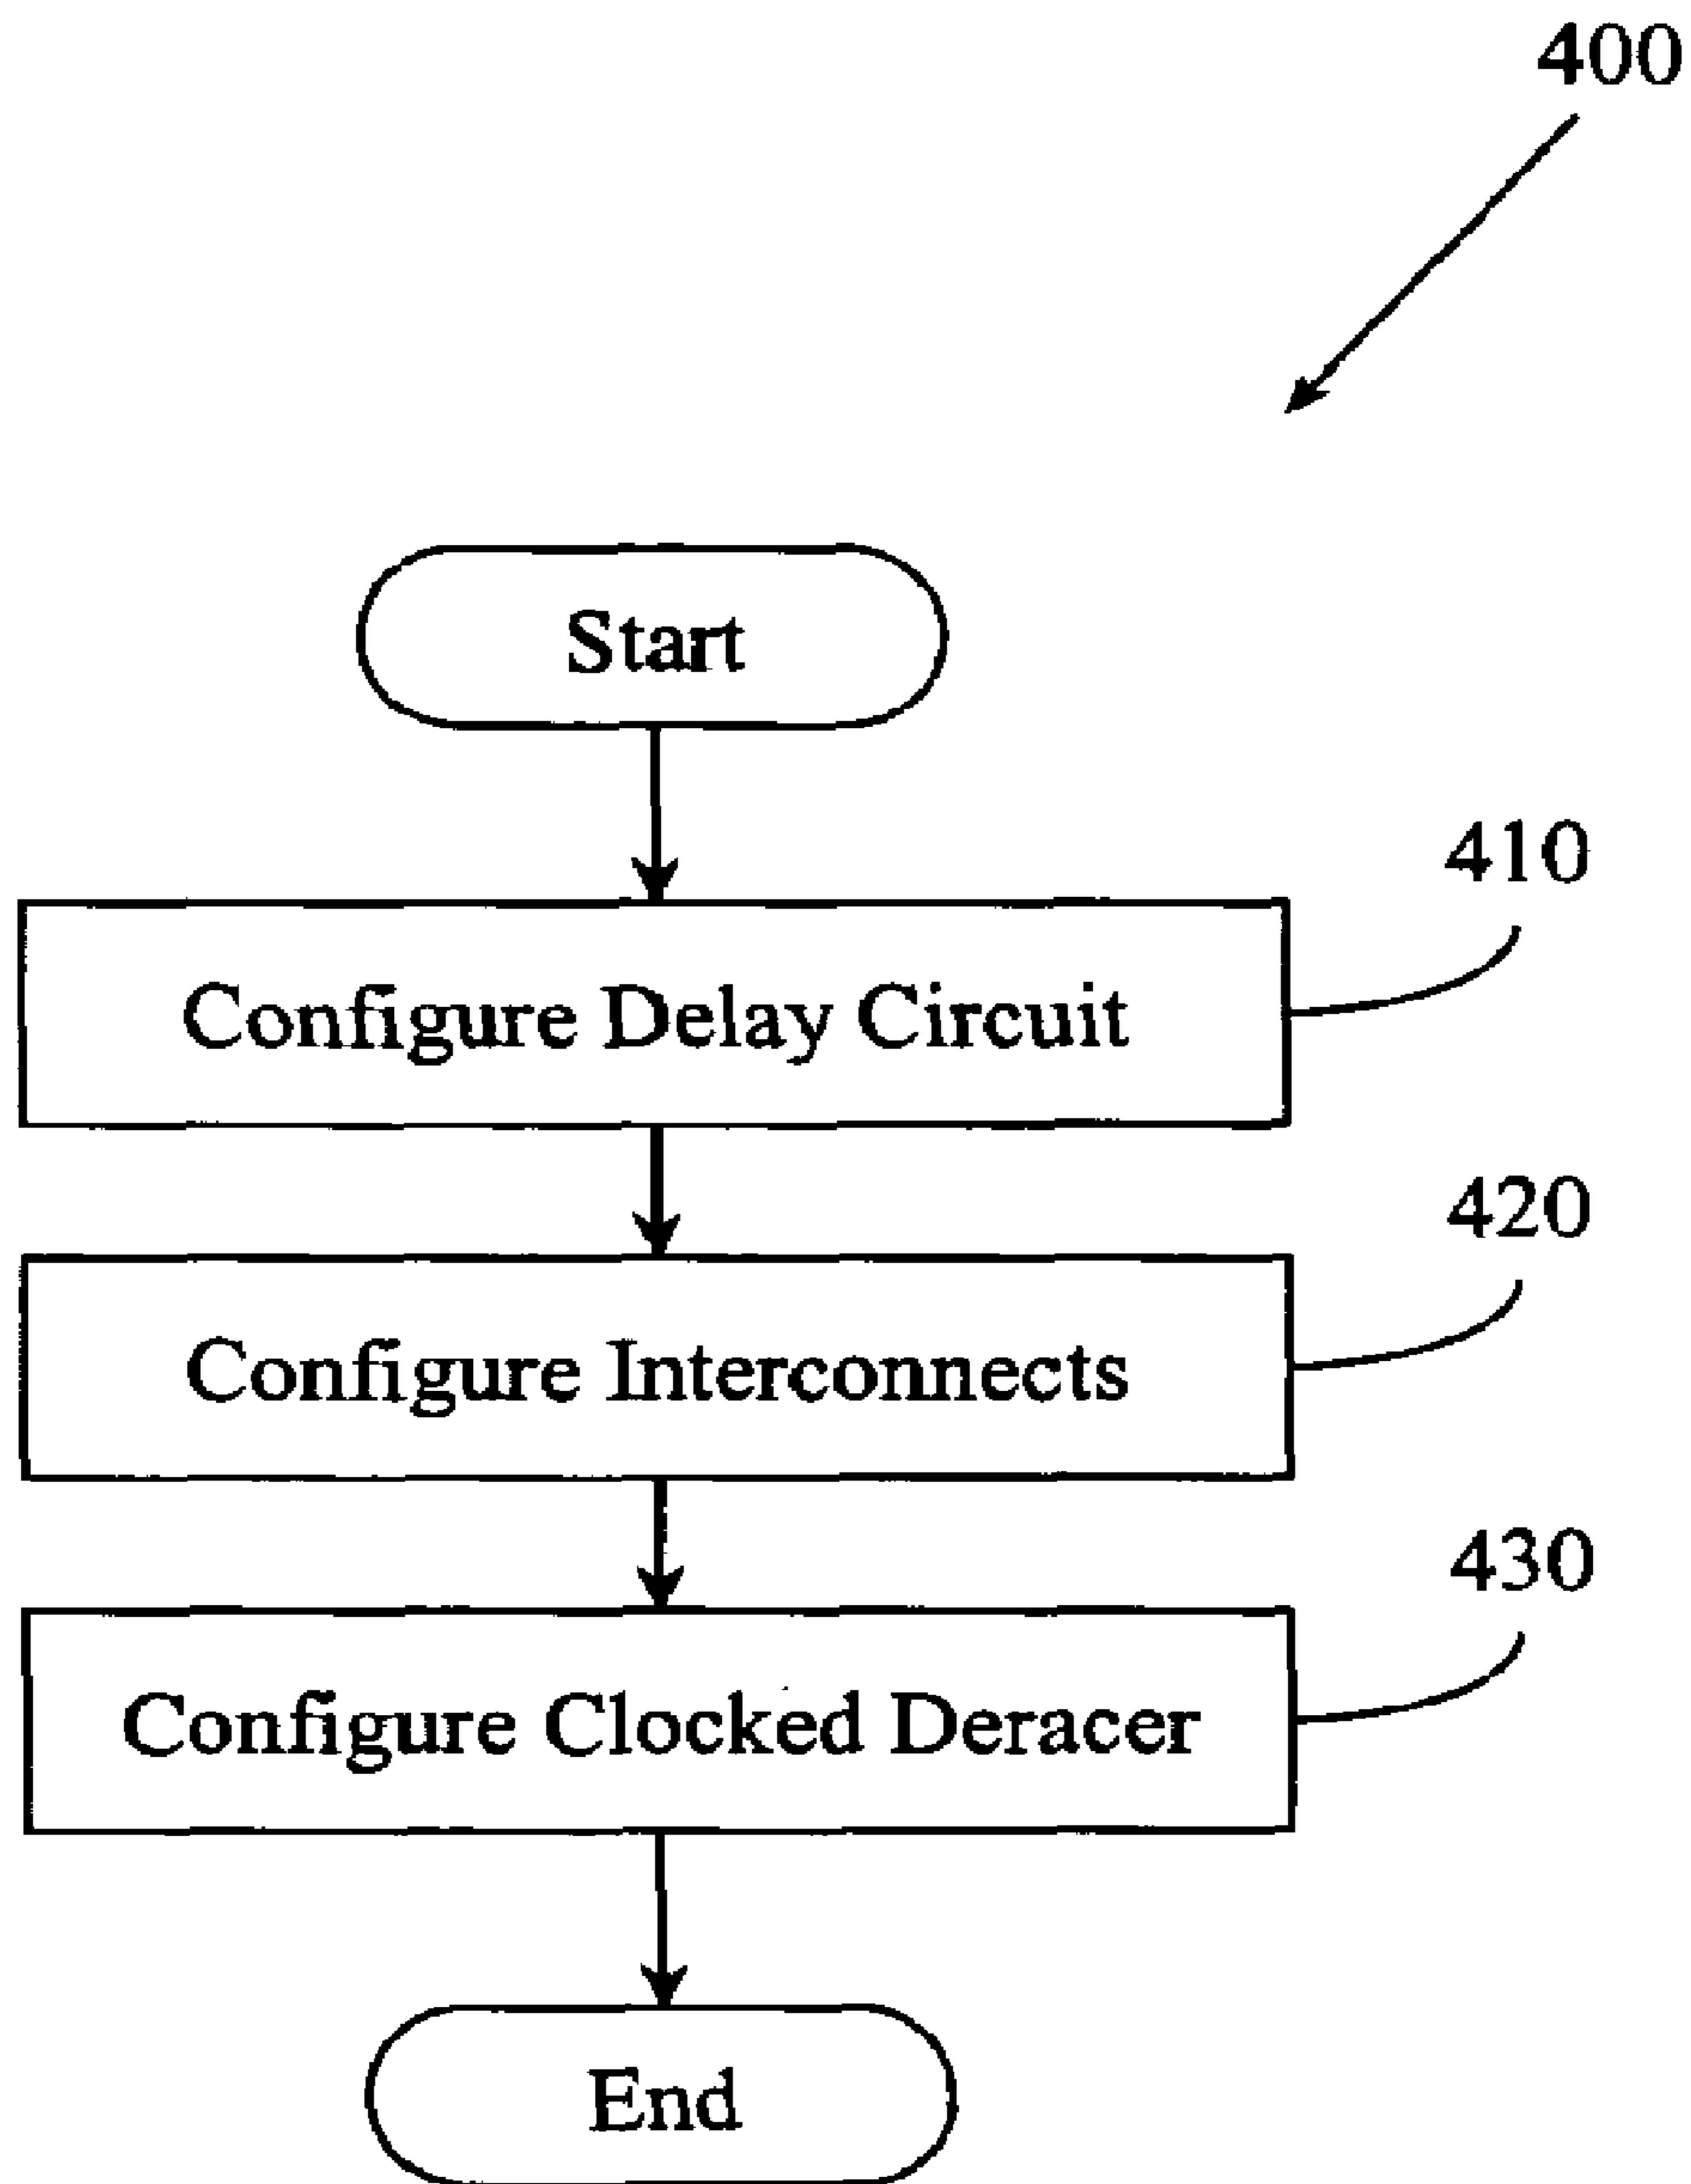 400
Start
410
Configure Delay Circuit
420
Configure Interconnects
430
Configure Clocked Deracer
End